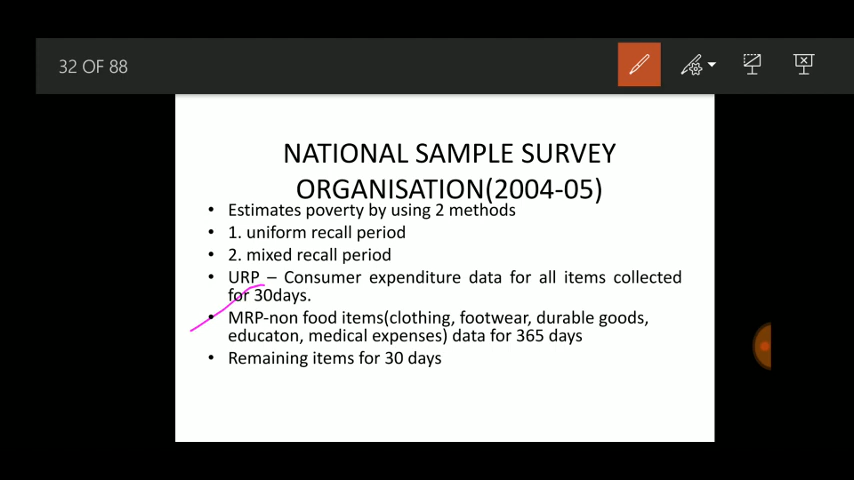 32 OF 88
NATIONAL SAMPLE SURVEY
ORGANISATION(2004-05)
• Estimates poverty by using 2 methods
• 1. uniform recall period
• 2. mixed recall period
• URP – Consumer expenditure data for all items collected
for 30days.
• MRP-non food items(clothing, footwear, durable goods,
educaton, medical expenses) data for 365 days
• Remaining items for 30 days